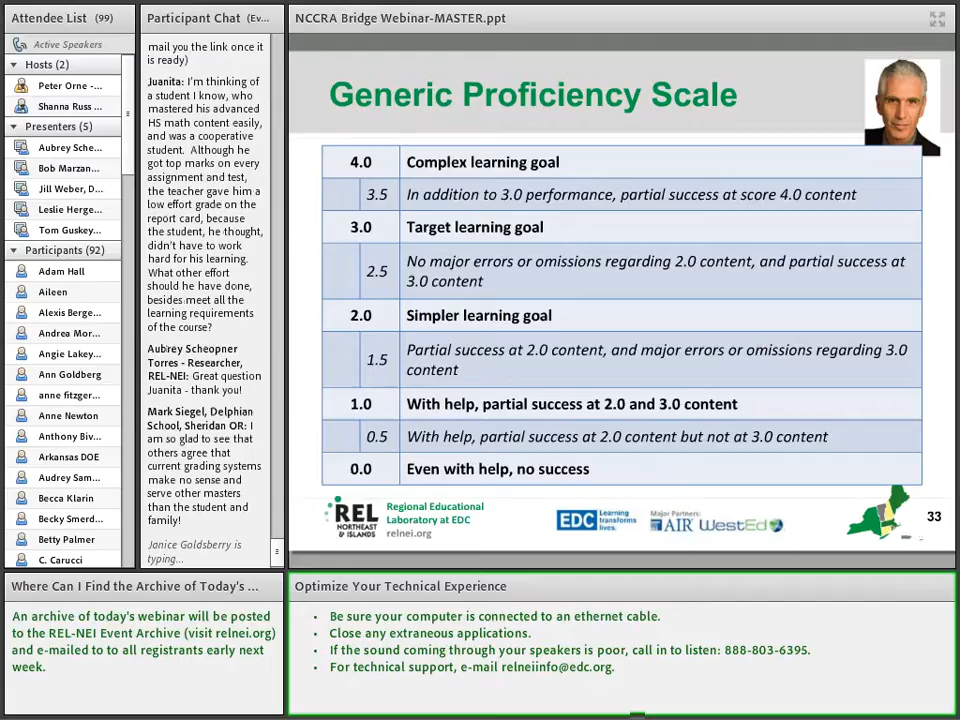 Attendee List (99)
Active Speakers
Hosts (2)
Peter Orne -...
Shanna Russ ...
Presenters (5)
Aubrey Sche...
Bob Marzan...
Jill Weber, D...
Leslie Herge...
Tom Guskey...
Participants (92)
Adam Hall
Aileen
Alexis Berge...
Andrea Mor...
Angie Lakey...
Ann Goldberg
anne fitzger...
Anne Newton
Anthony Biv...
Arkansas DOE
Audrey Sam...
Becca Klarin
Becky Smerd...
Betty Palmer
C. Carucci
Participant Chat (Ev...
mail you the link once it
is ready)
Juanita: I'm thinking of
a student I know, who
mastered his advanced
HS math content easily,
and was a cooperative
student. Although he
got top marks on every
assignment and test,
the teacher gave him a
low effort grade on the
report card, because
the student, he thought,
didn't have to work
hard for his learning.
What other effort
should he have done,
besides meet all the
learning requirements
of the course?
Aubrey Scheopner
Torres - Researcher,
REL-NEI: Great question
Juanita - thank you!
Mark Siegel, Delphian
School, Sheridan OR: I
am so glad to see that
others agree that
current grading systems
make no sense and
serve other masters
than the student and
family!
Janice Goldsberry is
typing...
NCCRA Bridge Webinar-MASTER.ppt
Generic Proficiency Scale
4.0 Complex learning goal
3.5 In addition to 3.0 performance, partial success at score 4.0 content
3.0 Target learning goal
2.5 No major errors or omissions regarding 2.0 content, and partial success at
3.0 content
2.0 Simpler learning goal
1.5 Partial success at 2.0 content, and major errors or omissions regarding 3.0
content
1.0 With help, partial success at 2.0 and 3.0 content
0.5 With help, partial success at 2.0 content but not at 3.0 content
0.0 Even with help, no success
REL
NORTHEAST
& ISLANDS
Regional Educational
Laboratory at EDC
relnei.org
EDC Learning
transforms
lives.
Major Partners:
AIR WestEd
33
Where Can I Find the Archive of Today's ...
An archive of today's webinar will be posted
to the REL-NEI Event Archive (visit relnei.org)
and e-mailed to to all registrants early next
week.
Optimize Your Technical Experience
• Be sure your computer is connected to an ethernet cable.
• Close any extraneous applications.
• If the sound coming through your speakers is poor, call in to listen: 888-803-6395.
• For technical support, e-mail relneiinfo@edc.org.